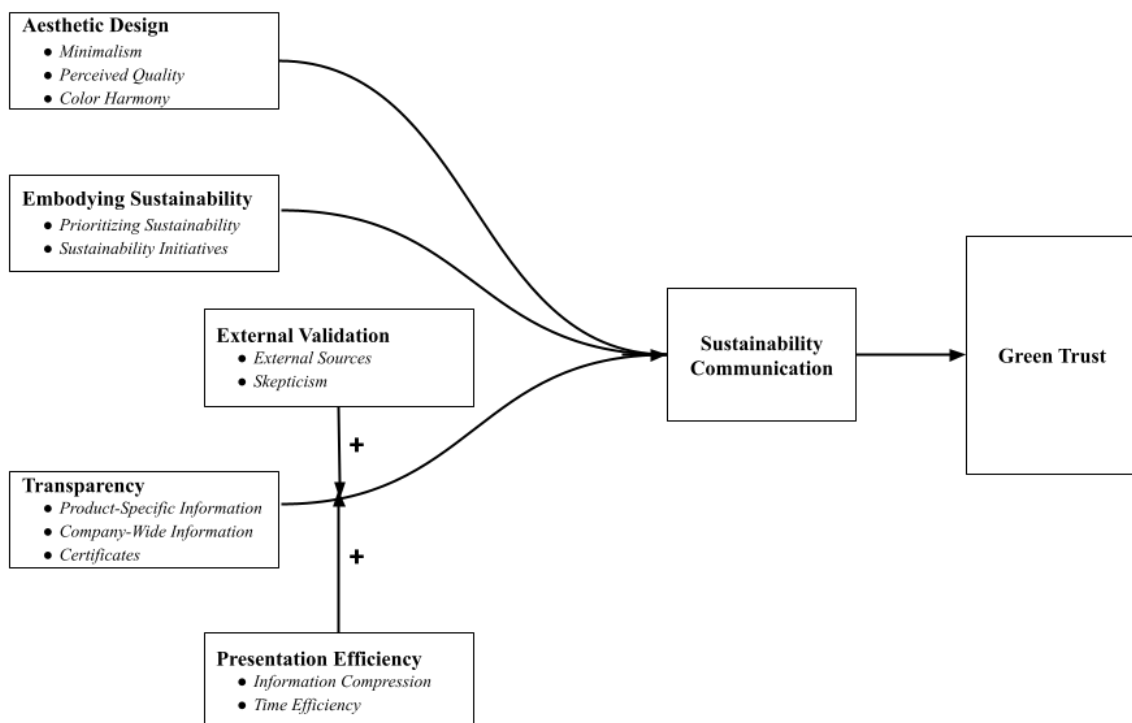 Aesthetic Design
● Minimalism
● Perceived Quality
● Color Harmony
Embodying Sustainability
● Prioritizing Sustainability
● Sustainability Initiatives
External Validation
● External Sources
● Skepticism
+
Transparency
● Product-Specific Information
● Company-Wide Information
● Certificates
+
Presentation Efficiency
● Information Compression
● Time Efficiency
Sustainability
Communication
Green Trust